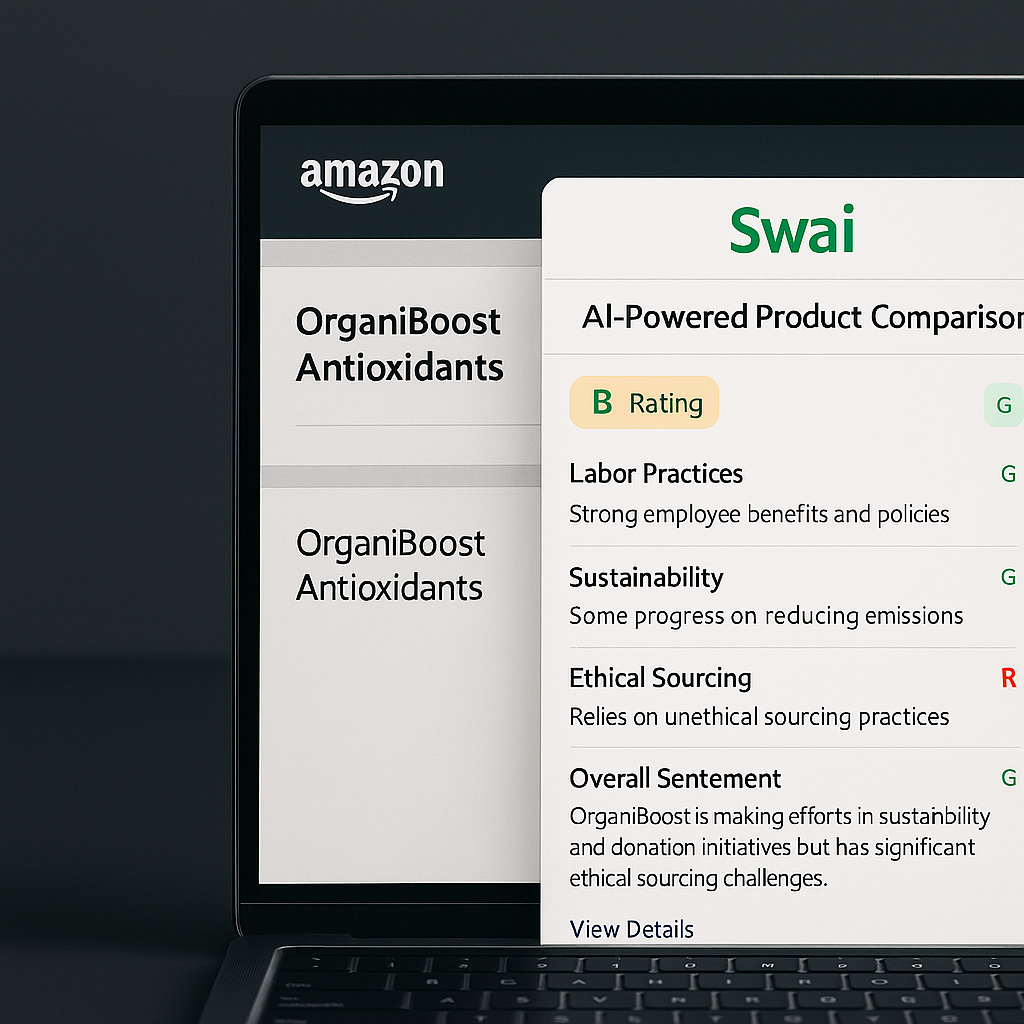 amazon
OrganiBoost
Antioxidants
OrganiBoost
Antioxidants
Swai
AI-Powered Product Comparison
B Rating
G
Labor Practices
G
Strong employee benefits and policies
Sustainability
G
Some progress on reducing emissions
Ethical Sourcing
R
Relies on unethical sourcing practices
Overall Sentement
G
OrganiBoost is making efforts in sustaínbility
and donation initiatives but has significant
ethical sourcing challenges.
View Details